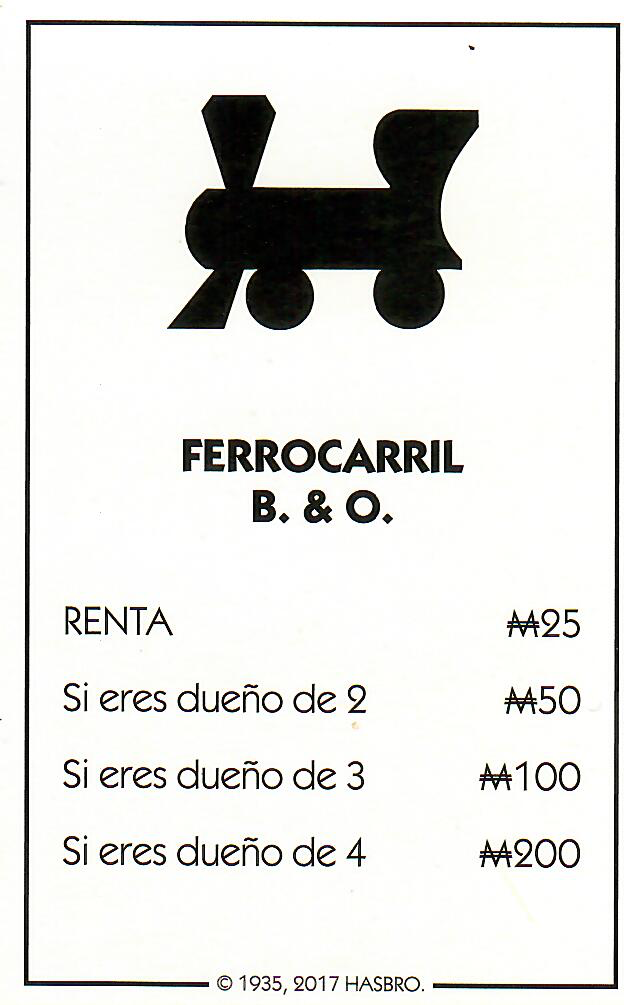 FERROCARRIL
B. & O.
RENTA ₩25
Si eres dueño de 2 ₩50
Si eres dueño de 3 ₩100
Si eres dueño de 4 ₩200
© 1935, 2017 HASBRO.